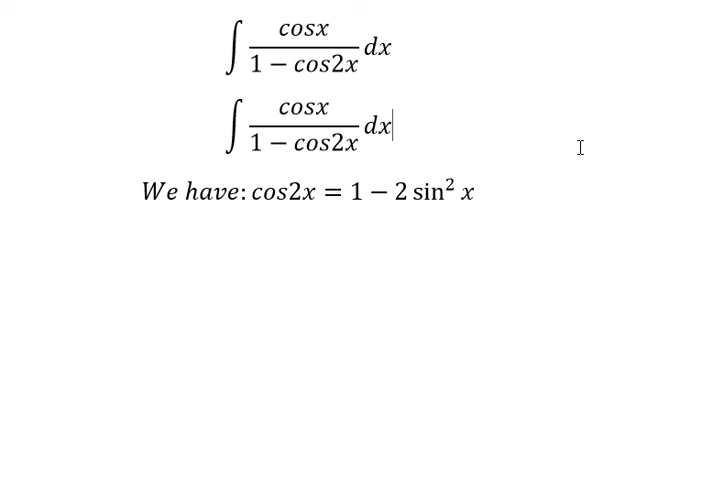 ∫ cosx / 1 − cos2x dx
∫ cosx / 1 − cos2x dx
We have: cos2x = 1 − 2 sin² x